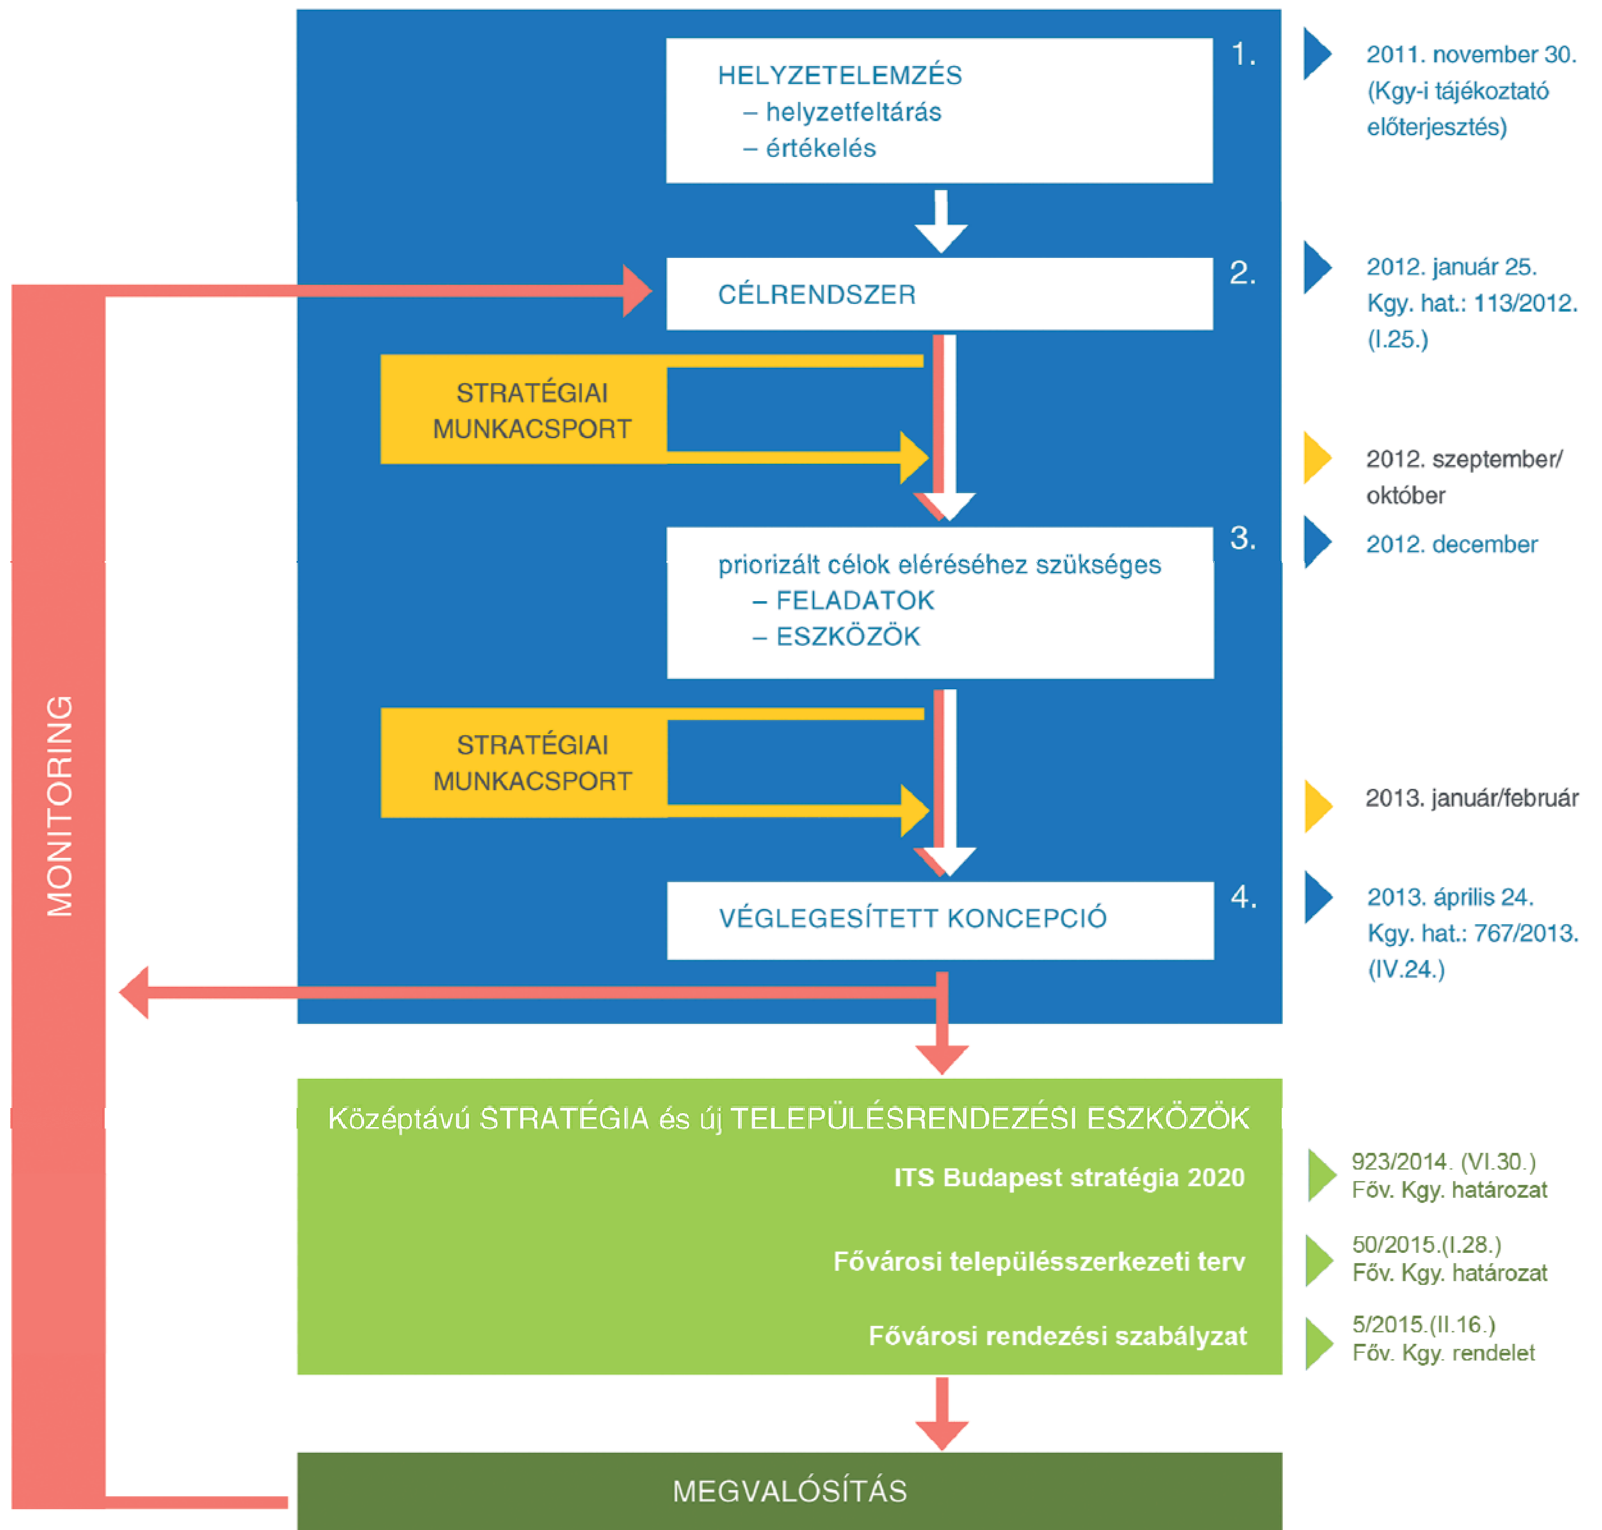 1.
HELYZETELEMZÉS
– helyzetfeltárás
– értékelés
2011. november 30.
(Kgy-i tájékoztató
előterjesztés)
2.
CÉLRENDSZER
2012. január 25.
Kgy. hat.: 113/2012.
(I.25.)
STRATÉGIAI
MUNKACSPORT
2012. szeptember/
október
3.
priorizált célok eléréséhez szükséges
– FELADATOK
– ESZKÖZÖK
2012. december
STRATÉGIAI
MUNKACSPORT
2013. január/február
4.
VÉGLEGESÍTETT KONCEPCIÓ
2013. április 24.
Kgy. hat.: 767/2013.
(IV.24.)
MONITORING
Középtávú STRATÉGIA és új TELEPÜLÉSRENDEZÉSI ESZKÖZÖK
ITS Budapest stratégia 2020
923/2014. (VI.30.)
Főv. Kgy. határozat
Fővárosi településszerkezeti terv
50/2015.(I.28.)
Főv. Kgy. határozat
Fővárosi rendezési szabályzat
5/2015.(II.16.)
Főv. Kgy. rendelet
MEGVALÓSÍTÁS